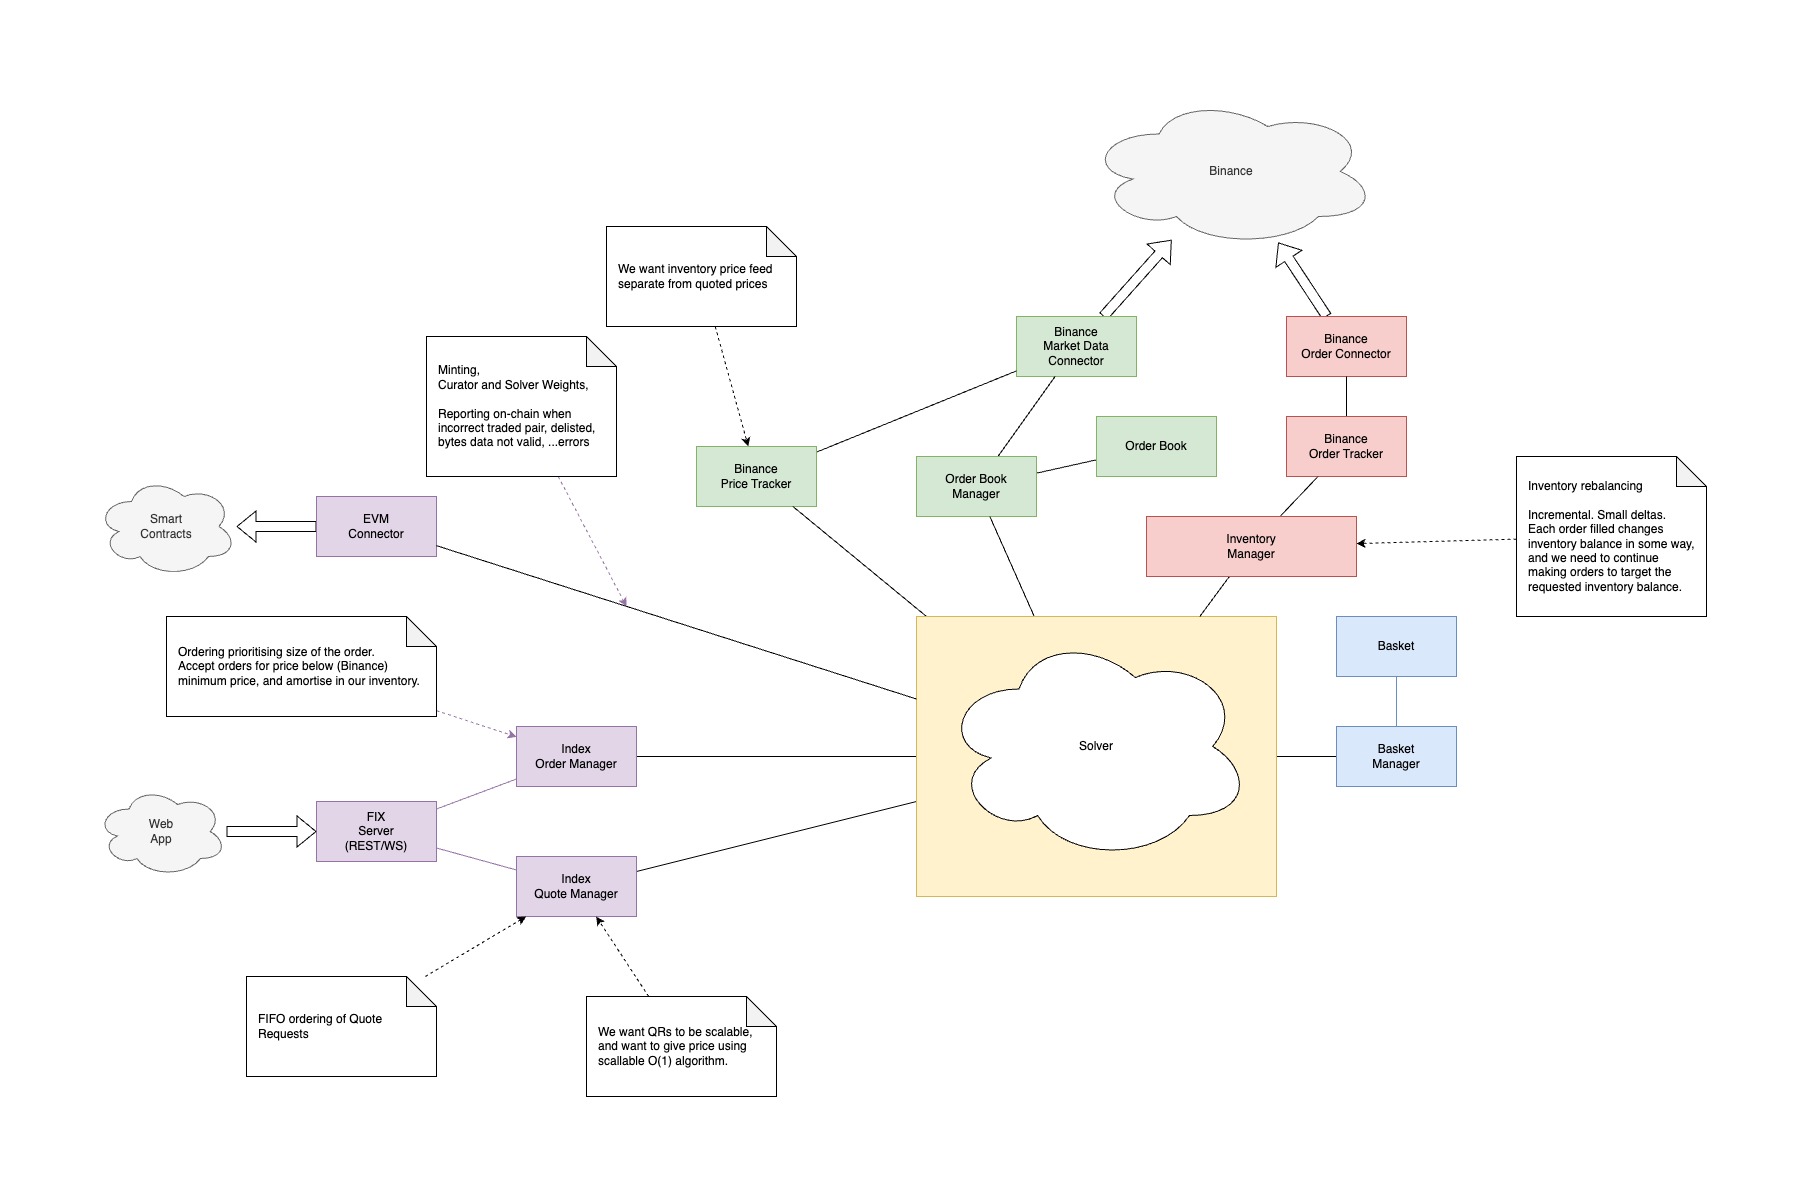 Binance
We want inventory price feed
separate from quoted prices
Binance
Market Data
Connector
Binance
Order Connector
Minting,
Curator and Solver Weights,
Reporting on-chain when
incorrect traded pair, delisted,
bytes data not valid, ...errors
Binance
Price Tracker
Order Book
Manager
Order Book
Binance
Order Tracker
Inventory rebalancing
Incremental. Small deltas.
Each order filled changes
inventory balance in some way,
and we need to continue
making orders to target the
requested inventory balance.
Smart
Contracts
EVM
Connector
Inventory
Manager
Ordering prioritising size of the order.
Accept orders for price below (Binance)
minimum price, and amortise in our inventory.
Basket
Index
Order Manager
Solver
Basket
Manager
Web
App
FIX
Server
(REST/WS)
Index
Quote Manager
FIFO ordering of Quote
Requests
We want QRs to be scalable,
and want to give price using
scallable O(1) algorithm.